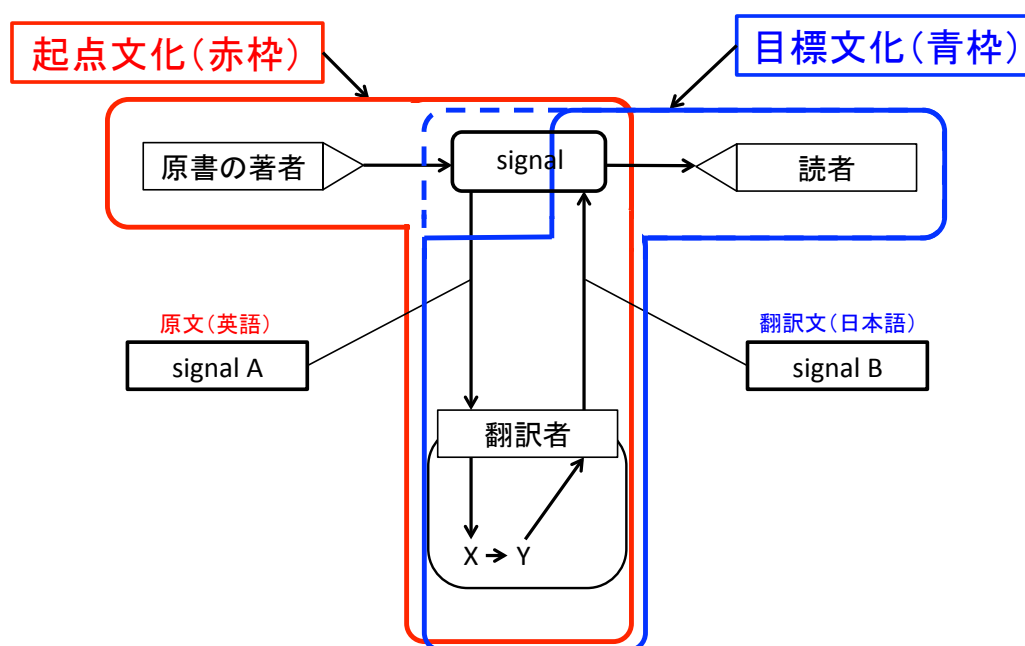 起点文化(赤枠)
目標文化(青枠)
原書の著者
signal
読者
原文(英語)
signal A
翻訳文(日本語)
signal B
翻訳者
X
Y